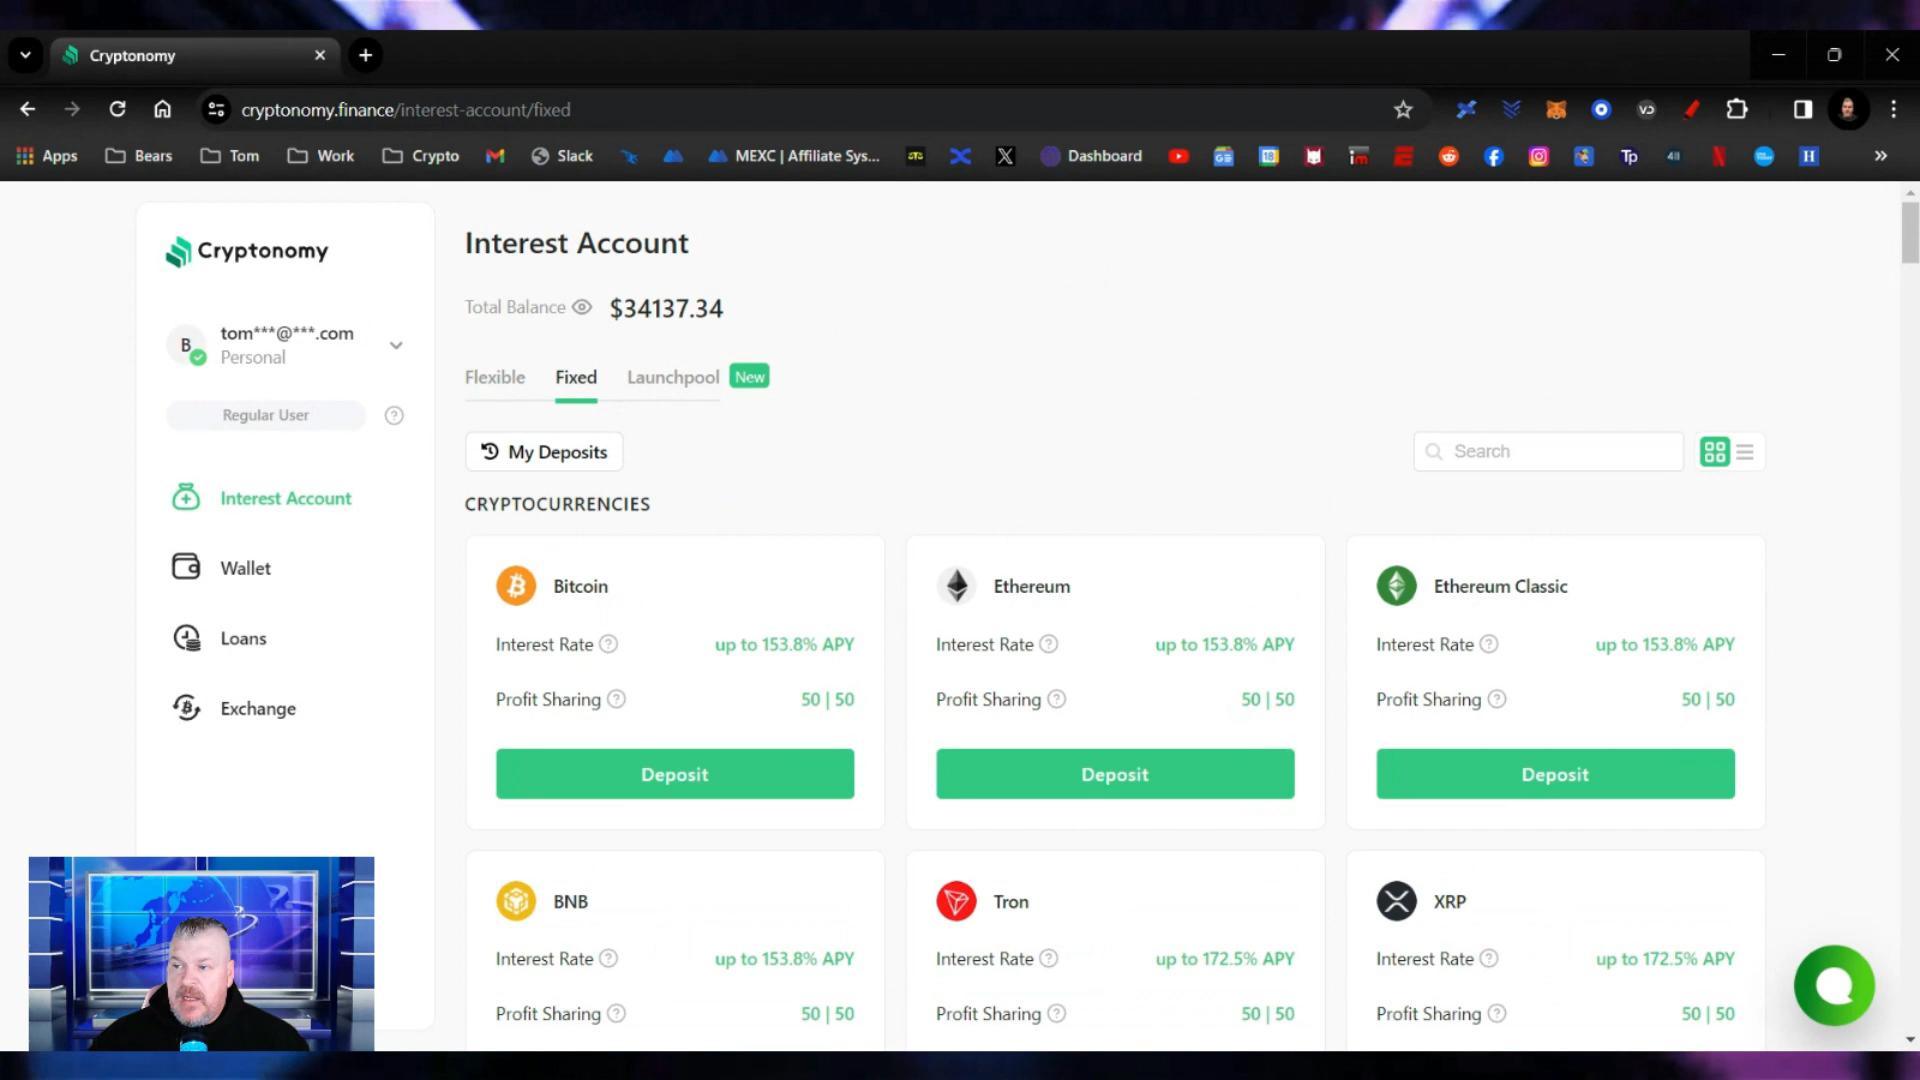 Cryptonomy
cryptonomy.finance/interest-account/fixed
Apps Bears Tom Work Crypto Slack MEXC | Affiliate Sys... Dashboard 18 Tp 411 H
Cryptonomy
B tom***@***.com
Personal
Regular User
Interest Account
Wallet
Loans
Exchange
Interest Account
Total Balance $34137.34
Flexible Fixed Launchpool New
My Deposits
Search
CRYPTOCURRENCIES
Bitcoin
Interest Rate up to 153.8% APY
Profit Sharing 50 | 50
Deposit
Ethereum
Interest Rate up to 153.8% APY
Profit Sharing 50 | 50
Deposit
Ethereum Classic
Interest Rate up to 153.8% APY
Profit Sharing 50 | 50
Deposit
BNB
Interest Rate up to 153.8% APY
Profit Sharing 50 | 50
Tron
Interest Rate up to 172.5% APY
Profit Sharing 50 | 50
XRP
Interest Rate up to 172.5% APY
Profit Sharing 50 | 50